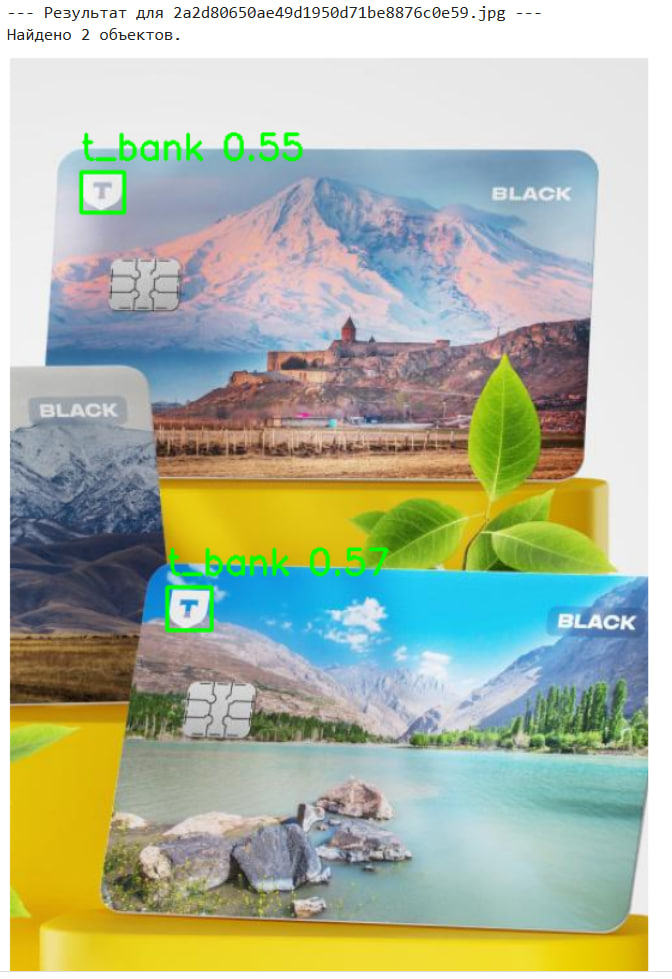 --- Результат для 2a2d80650ae49d1950d71be8876c0e59.jpg ---
Найдено 2 объектов.
t_bank 0.55
T
BLACK
BLACK
t_bank 0.57
T
BLACK